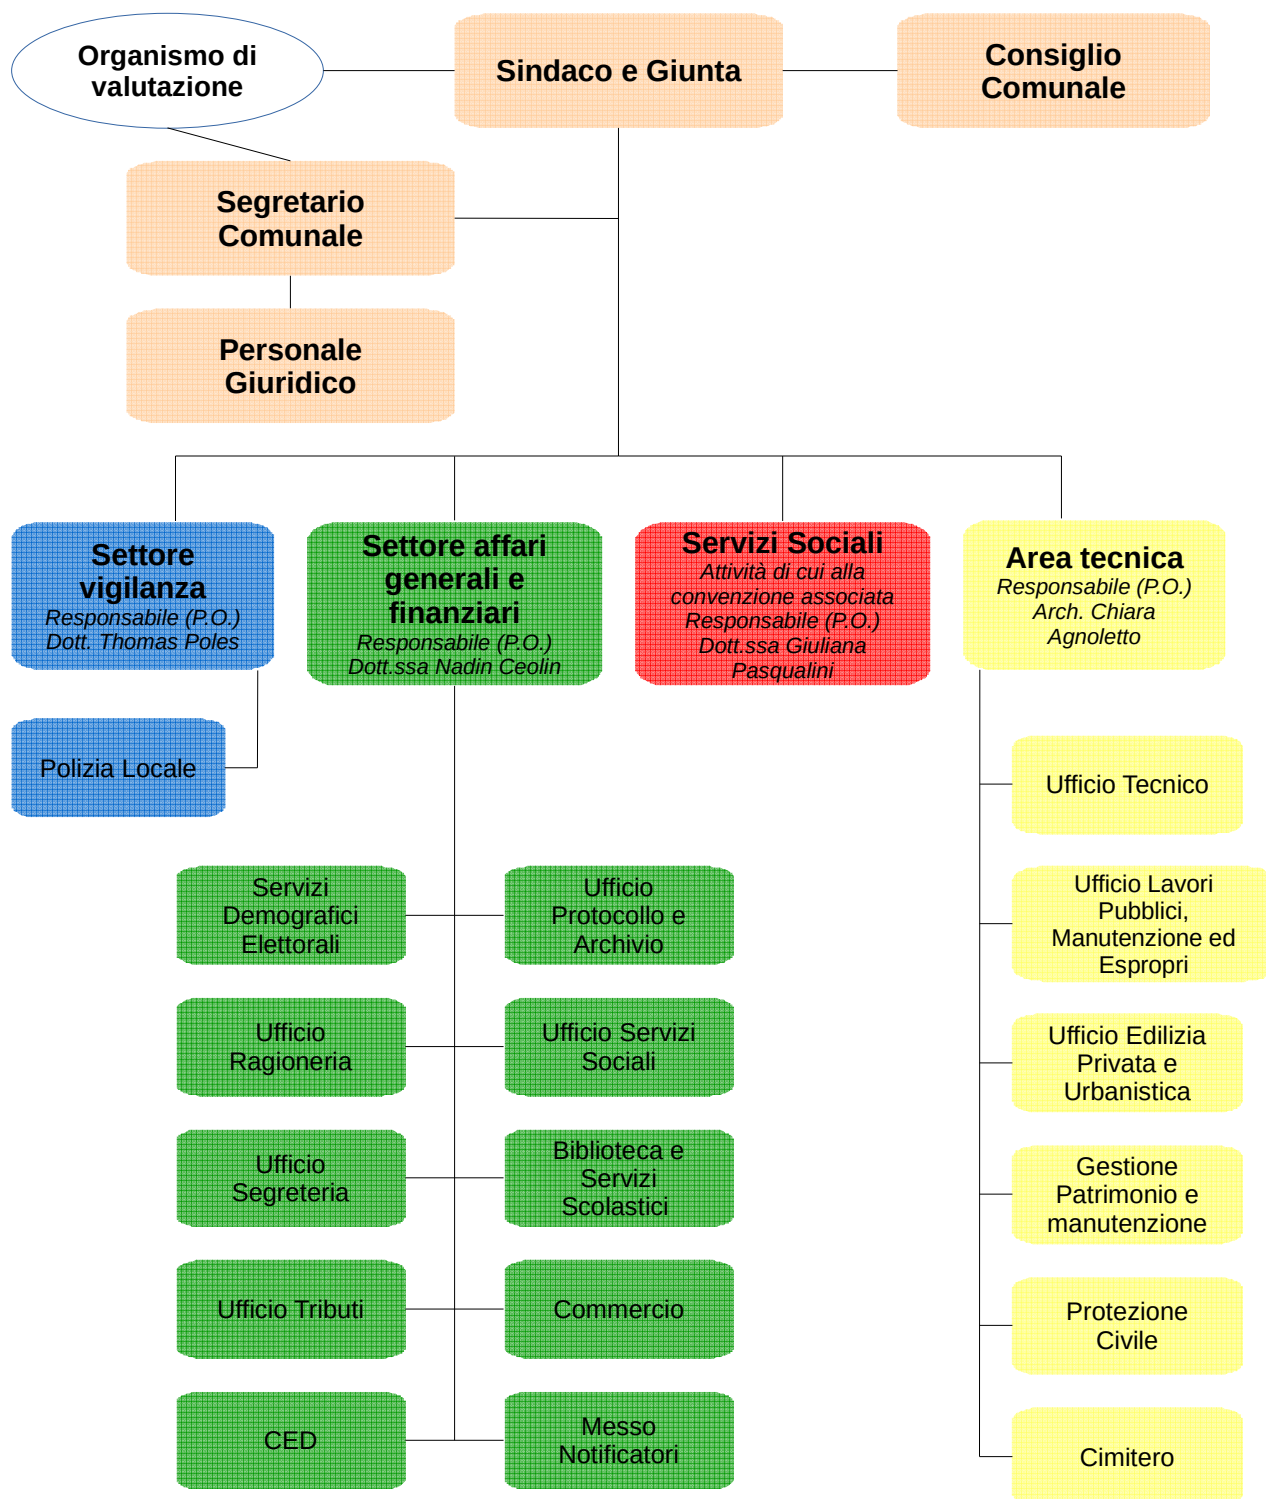 Organismo di
valutazione
Sindaco e Giunta
Consiglio
Comunale
Segretario
Comunale
Personale
Giuridico
Settore
vigilanza
Responsabile (P.O.)
Dott. Thomas Poles
Settore affari
generali e
finanziari
Responsabile (P.O.)
Dott.ssa Nadin Ceolin
Servizi Sociali
Attività di cui alla
convenzione associata
Responsabile (P.O.)
Dott.ssa Giuliana
Pasqualini
Area tecnica
Responsabile (P.O.)
Arch. Chiara
Agnoletto
Polizia Locale
Servizi
Demografici
Elettorali
Ufficio
Protocollo e
Archivio
Ufficio
Ragioneria
Ufficio Servizi
Sociali
Ufficio
Segreteria
Biblioteca e
Servizi
Scolastici
Ufficio Tributi
Commercio
CED
Messo
Notificatori
Ufficio Tecnico
Ufficio Lavori
Pubblici,
Manutenzione ed
Espropri
Ufficio Edilizia
Privata e
Urbanistica
Gestione
Patrimonio e
manutenzione
Protezione
Civile
Cimitero